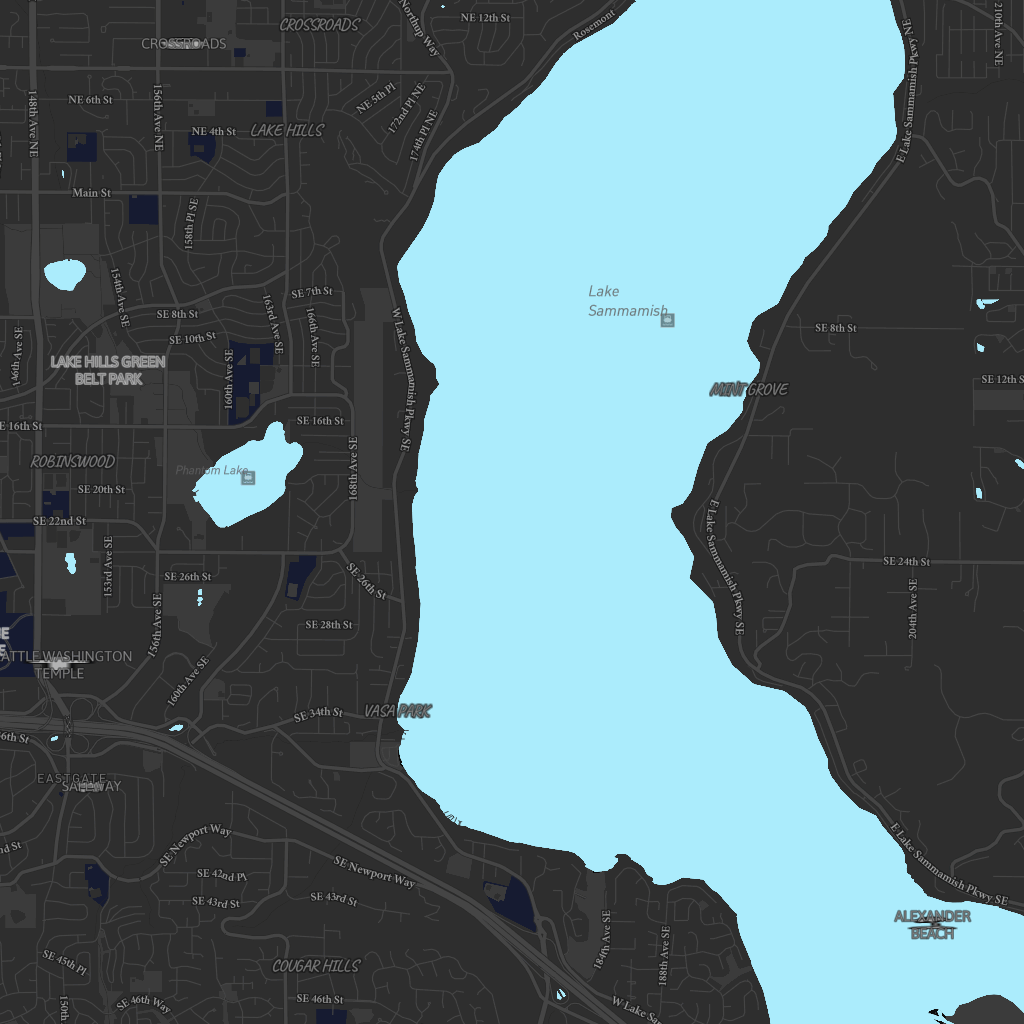 CROSSROADS
Northup Way
NE 12th St
Rosemont
210th Ave NE
CROSSROADS
E Lake Sammamish Pkwy NE
148th Ave NE
NE 6th St
156th Ave NE
NE 5th Pl
172nd Pl NE
174th Pl NE
NE 4th St
LAKE HILLS
Main St
158th Pl SE
154th Ave SE
SE 7th St
163rd Ave SE
164th Ave SE
SE 8th St
SE 10th St
146th Ave SE
W Lake Sammamish Pkwy SE
Lake
Sammamish
SE 8th St
LAKE HILLS GREEN
BELT PARK
160th Ave SE
MINT GROVE
SE 12th S
SE 16th St
SE 16th St
168th Ave SE
ROBINSWOOD
Phantom Lake
SE 20th St
SE 22nd St
153rd Ave SE
SE 26th St
SE 26th St
E Lake Sammamish Pkwy SE
SE 24th St
204th Ave SE
156th Ave SE
SE 28th St
ATTLE WASHINGTON
TEMPLE
160th Ave SE
SE 34th St
VASA PARK
6th St
EASTGATE
SAFEWAY
SE Newport Way
nd St
SE 42nd Pl
SE Newport Way
E Lake Sammamish Pkwy SE
SE 43rd St
SE 43rd St
184th Ave SE
188th Ave SE
ALEXANDER
BEACH
SE 45th Pl
COUGAR HILLS
150th
SE 46th Way
SE 46th St
W Lake Sa